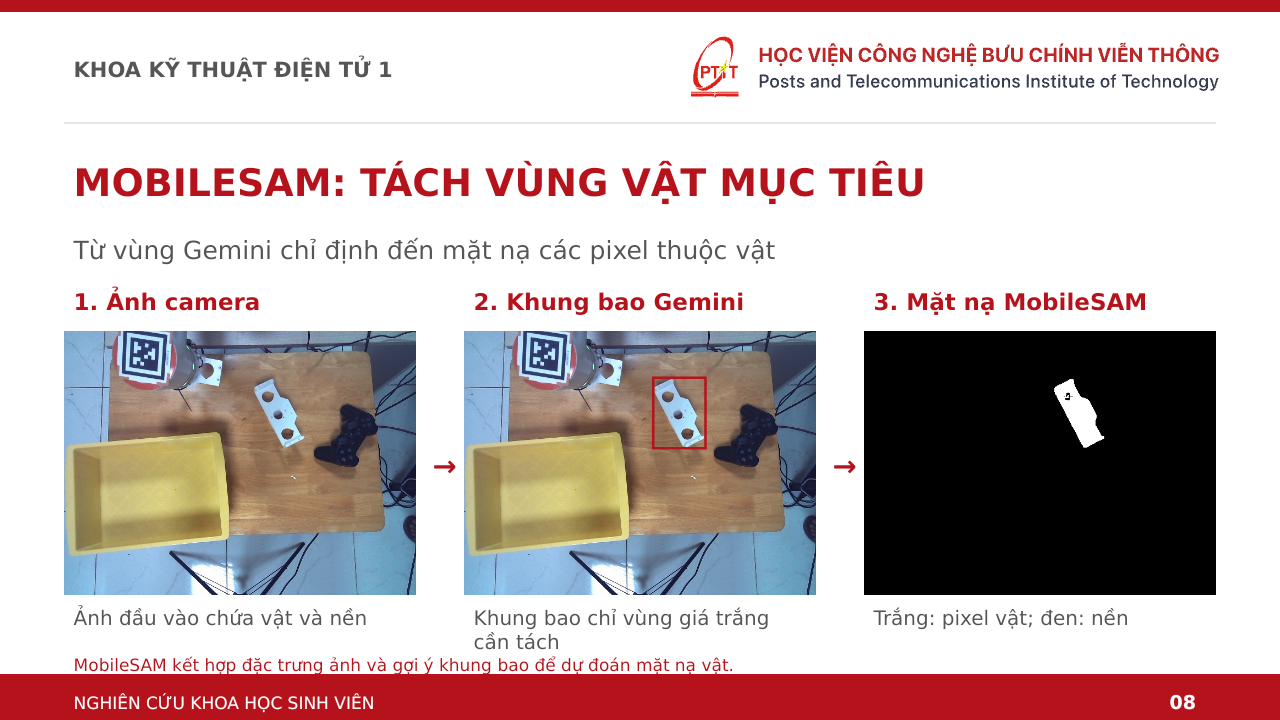 KHOA KỸ THUẬT ĐIỆN TỬ 1
PTIT
HỌC VIỆN CÔNG NGHỆ BƯU CHÍNH VIỄN THÔNG
Posts and Telecommunications Institute of Technology
MOBILESAM: TÁCH VÙNG VẬT MỤC TIÊU
Từ vùng Gemini chỉ định đến mặt nạ các pixel thuộc vật
1. Ảnh camera
2. Khung bao Gemini
3. Mặt nạ MobileSAM
→
→
Ảnh đầu vào chứa vật và nền
Khung bao chỉ vùng giá trắng
cần tách
Trắng: pixel vật; đen: nền
MobileSAM kết hợp đặc trưng ảnh và gợi ý khung bao để dự đoán mặt nạ vật.
NGHIÊN CỨU KHOA HỌC SINH VIÊN
08